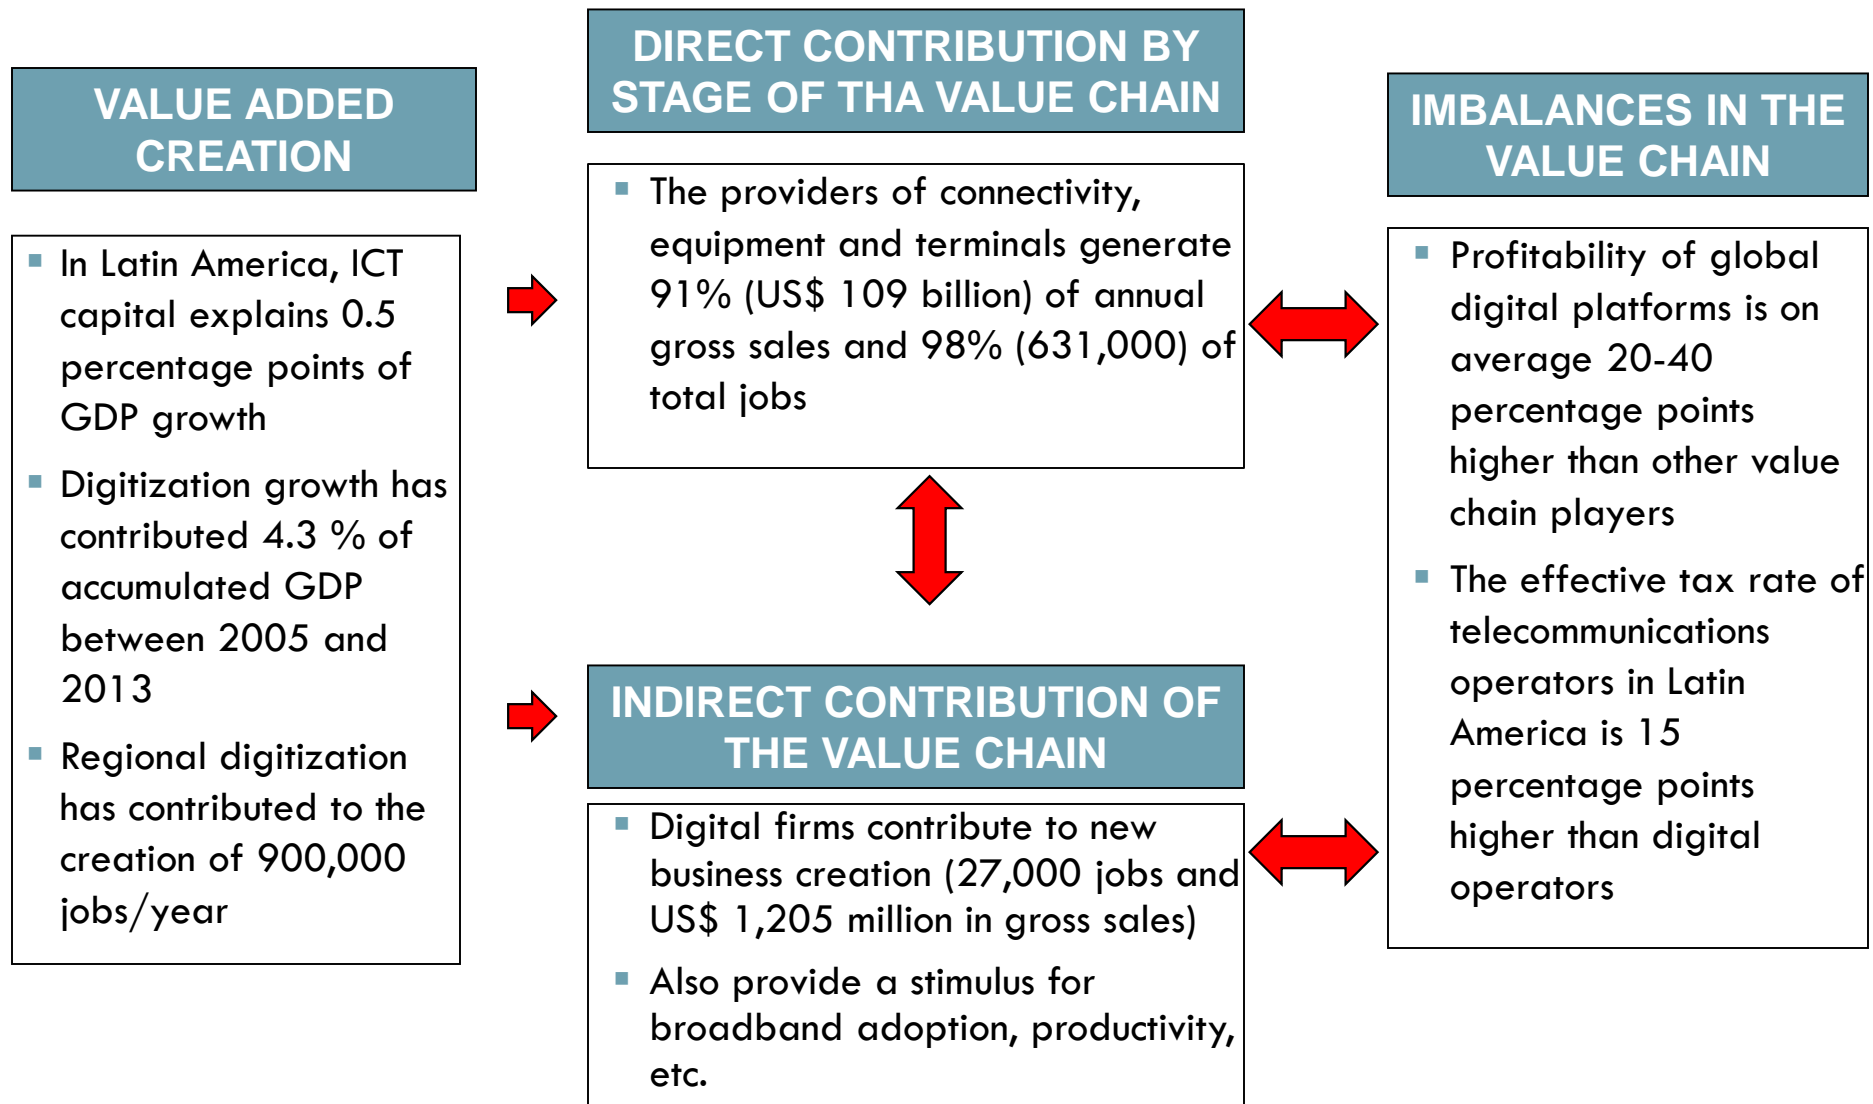 VALUE ADDED
CREATION
▪ In Latin America, ICT
capital explains 0.5
percentage points of
GDP growth
▪ Digitization growth has
contributed 4.3 % of
accumulated GDP
between 2005 and
2013
▪ Regional digitization
has contributed to the
creation of 900,000
jobs/year
DIRECT CONTRIBUTION BY
STAGE OF THA VALUE CHAIN
▪ The providers of connectivity,
equipment and terminals generate
91% (US$ 109 billion) of annual
gross sales and 98% (631,000) of
total jobs
INDIRECT CONTRIBUTION OF
THE VALUE CHAIN
▪ Digital firms contribute to new
business creation (27,000 jobs and
US$ 1,205 million in gross sales)
▪ Also provide a stimulus for
broadband adoption, productivity,
etc.
IMBALANCES IN THE
VALUE CHAIN
▪ Profitability of global
digital platforms is on
average 20-40
percentage points
higher than other value
chain players
▪ The effective tax rate of
telecommunications
operators in Latin
America is 15
percentage points
higher than digital
operators